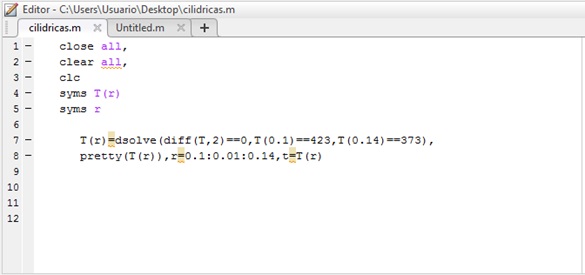 Editor - C:\Users\Usuario\Desktop\cilidricas.m
cilidricas.m × Untitled.m × +
1 - close all,
2 - clear all,
3 - clc
4 - syms T(r)
5 - syms r
6
7 - T(r)=dsolve(diff(T,2)==0,T(0.1)==423,T(0.14)==373),
8 - pretty(T(r)),r=0.1:0.01:0.14,t=T(r)
9
10
11
12